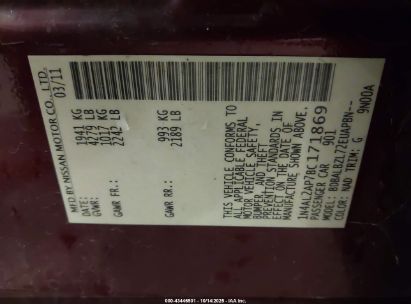 MFD.BY NISSAN MOTOR CO., LTD.
03/11
GVWR:
1941 KG
4279 LB
GAWR FR.:
1017 KG
2242 LB
GAWR RR.:
993 KG
2189 LB
THIS VEHICLE CONFORMS TO
ALL APPLICABLE FEDERAL
MOTOR VEHICLE SAFETY,
BUMPER, AND THEFT
PREVENTION STANDARDS IN
EFFECT ON THE DATE OF
MANUFACTURE SHOWN ABOVE.
1N4AL2AP7BC171869
PASSENGER CAR 901
COLOR: NAD TRIM: G
9N00A
000-43446501 - 10/14/2025 - IAA Inc.